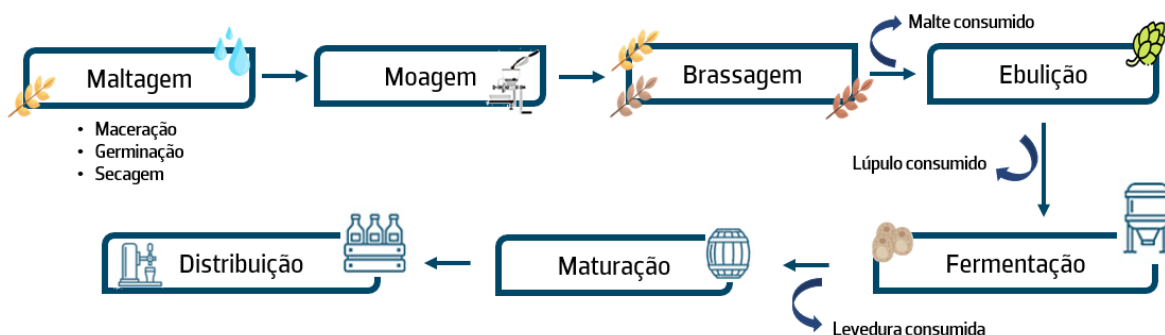 Malte consumido
Maltagem
Moagem
Brassagem
Ebulição
• Maceração
• Germinação
• Secagem
Lúpulo consumido
Distribuição
Maturação
Fermentação
Levedura consumida